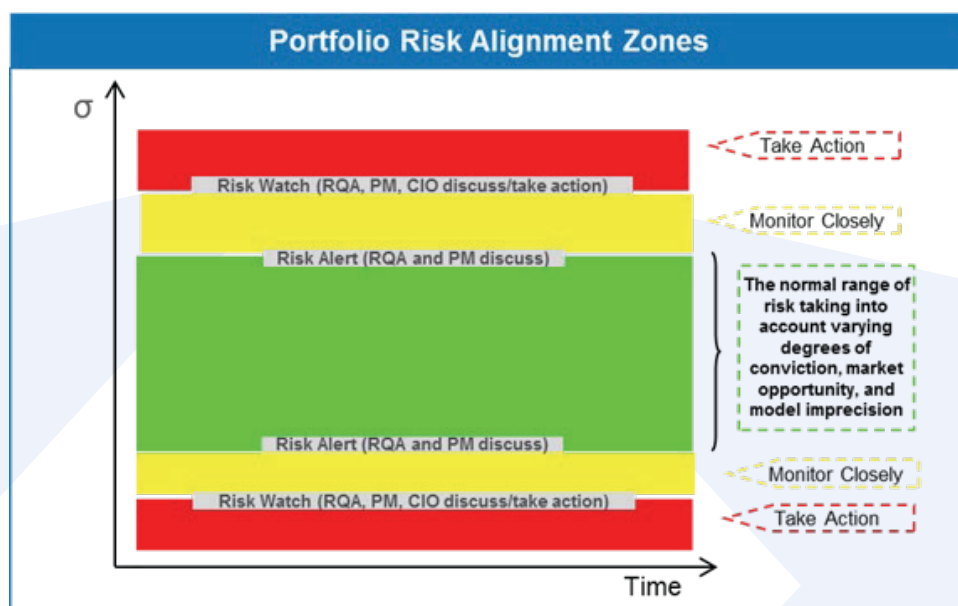 Portfolio Risk Alignment Zones
σ
Take Action
Risk Watch (RQA, PM, CIO discuss/take action)
Monitor Closely
Risk Alert (RQA and PM discuss)
The normal range of
risk taking into
account varying
degrees of
conviction, market
opportunity, and
model imprecision
Risk Alert (RQA and PM discuss)
Monitor Closely
Risk Watch (RQA, PM, CIO discuss/take action)
Take Action
Time